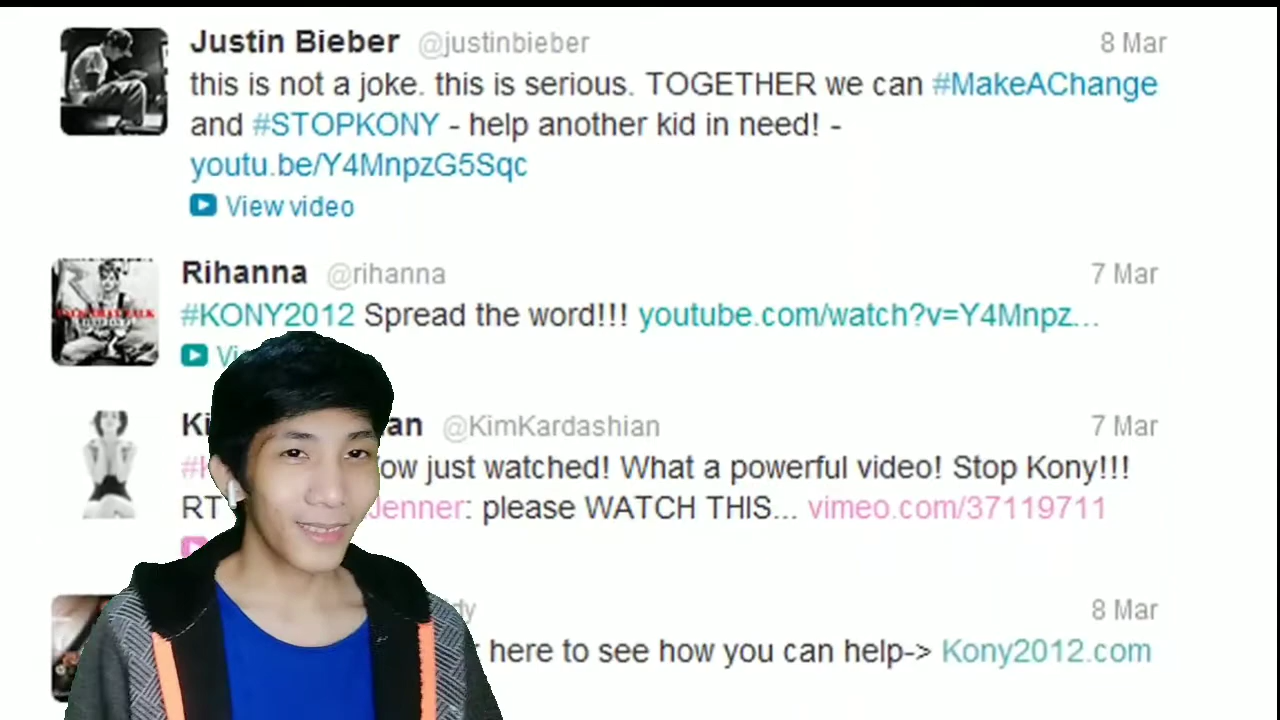 Justin Bieber @justinbieber 8 Mar
this is not a joke. this is serious. TOGETHER we can #MakeAChange
and #STOPKONY - help another kid in need! -
youtu.be/Y4MnpzG5Sqc
View video
Rihanna @rihanna 7 Mar
#KONY2012 Spread the word!!! youtube.com/watch?v=Y4Mnpz...
@KimKardashian 7 Mar
just watched! What a powerful video! Stop Kony!!!
RT Jenner: please WATCH THIS... vimeo.com/37119711
8 Mar
here to see how you can help-> Kony2012.com